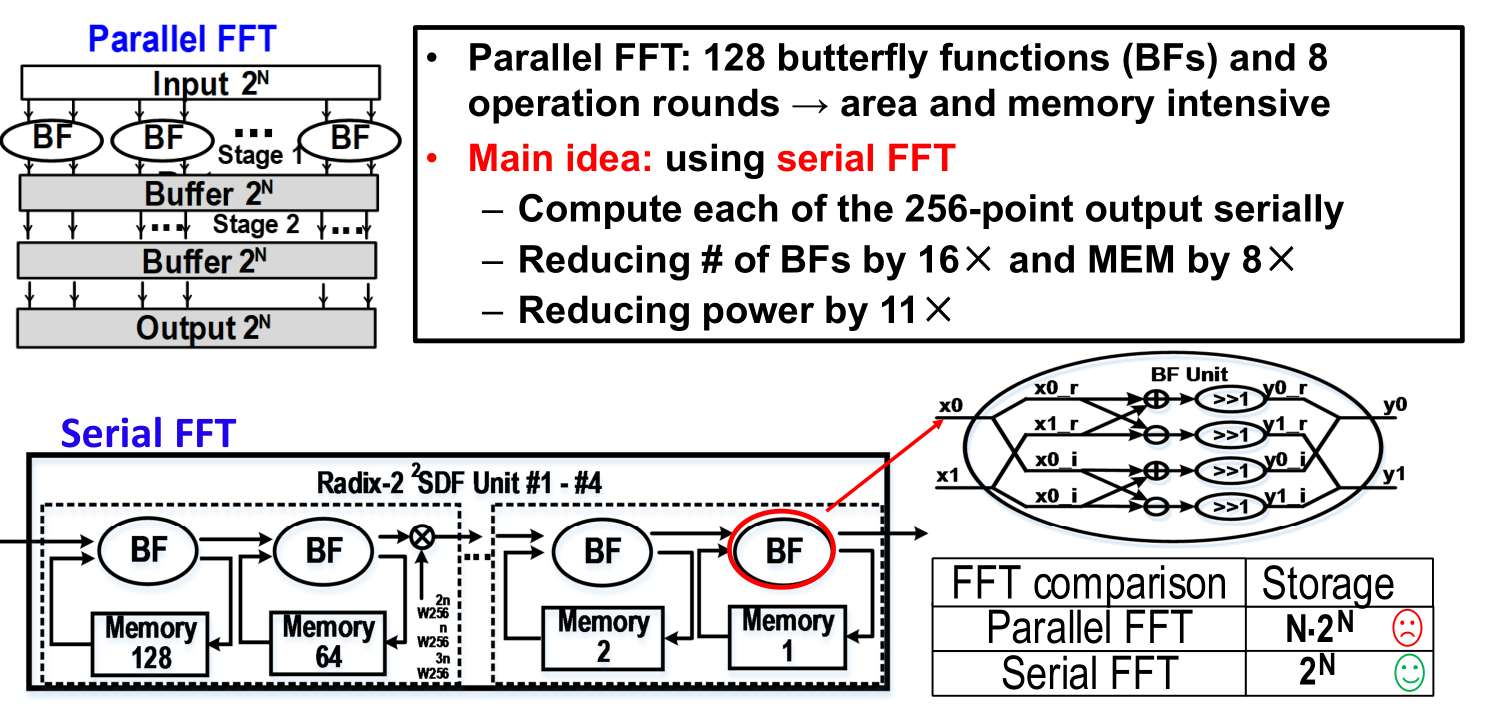 Parallel FFT
Input 2ᴺ
BF BF ... BF
Stage 1
Buffer 2ᴺ
... Stage 2 ...
Buffer 2ᴺ
Output 2ᴺ
• Parallel FFT: 128 butterfly functions (BFs) and 8
operation rounds → area and memory intensive
• Main idea: using serial FFT
– Compute each of the 256-point output serially
– Reducing # of BFs by 16× and MEM by 8×
– Reducing power by 11×
Serial FFT
Radix-2²SDF Unit #1 - #4
BF BF ... BF BF
Memory
128
Memory
64
2n
W256
n
W256
3n
W256
Memory
2
Memory
1
BF Unit
x0
x1
x0_r
x1_r
x0_i
x0_i
>>1
>>1
>>1
>>1
y0_r
y1_r
y0_i
y1_i
y0
y1
FFT comparison Storage
Parallel FFT N·2ᴺ
Serial FFT 2ᴺ